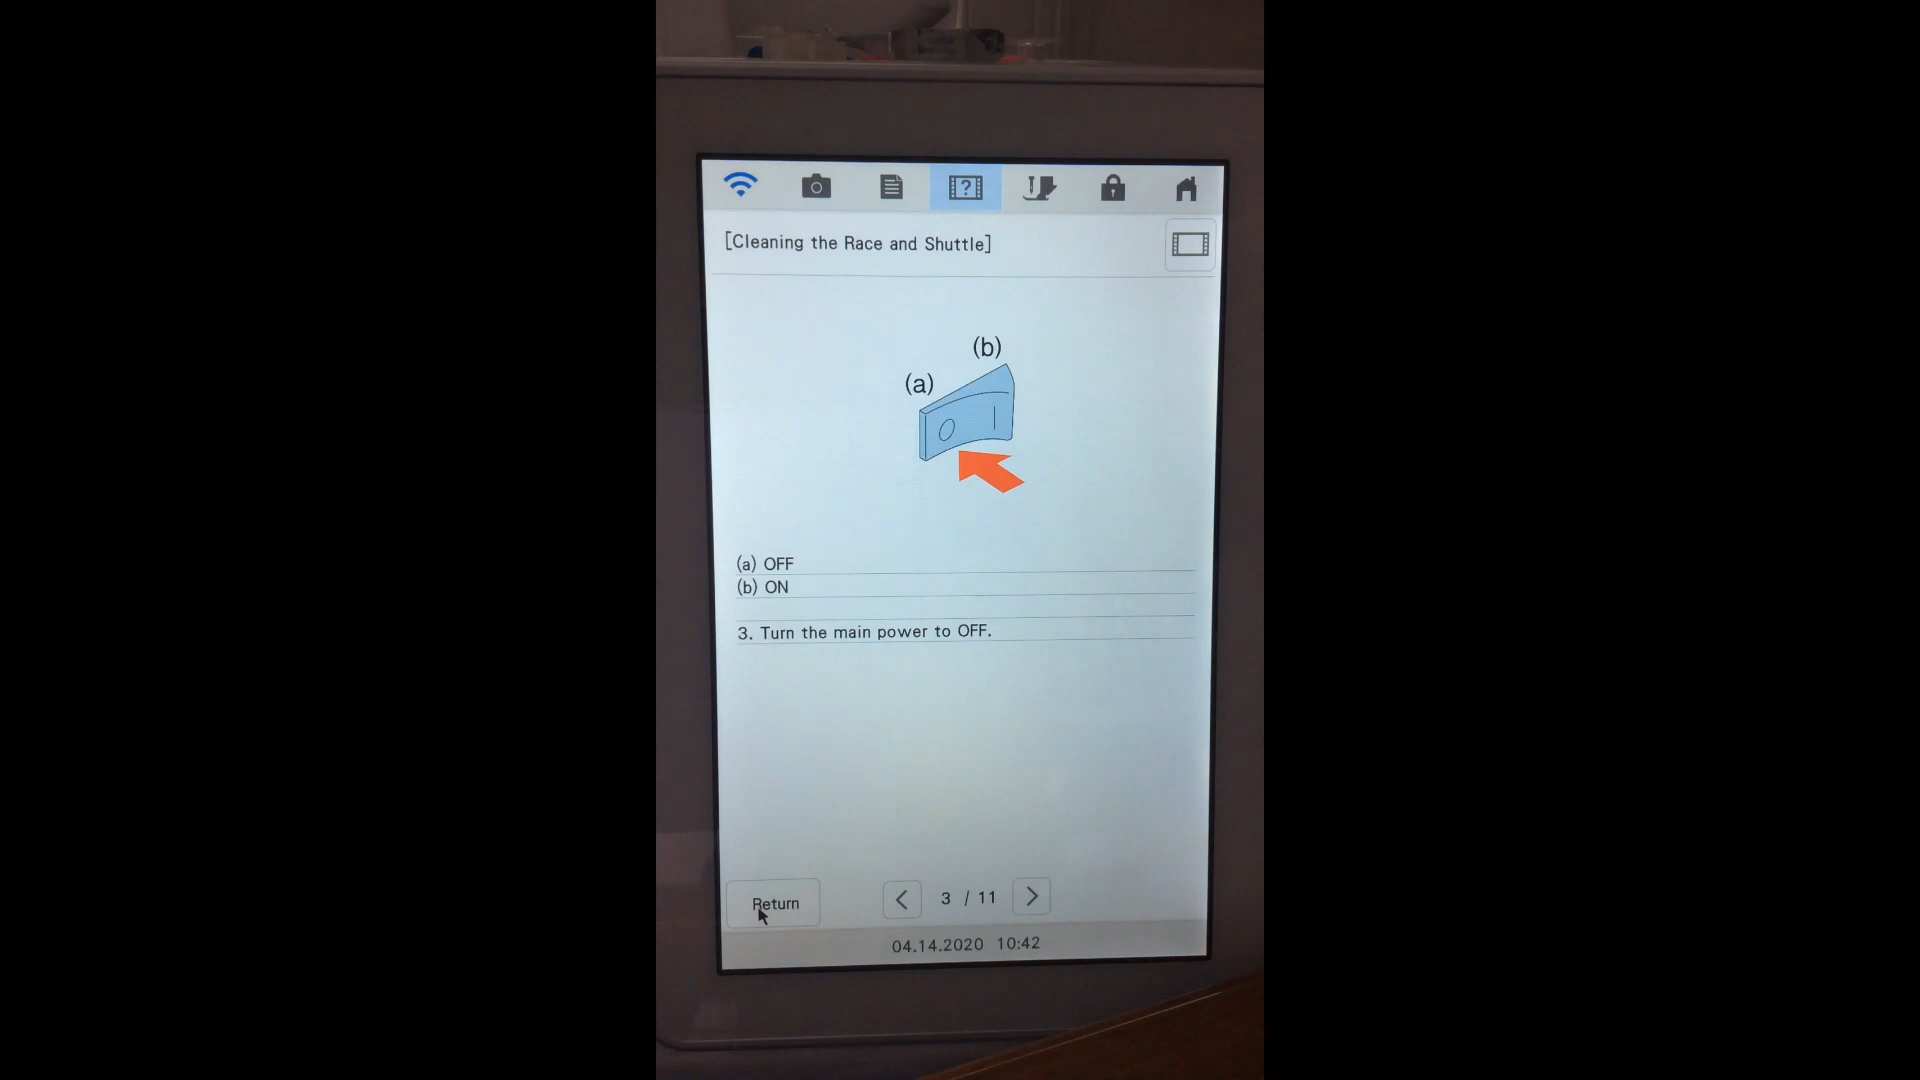 [Cleaning the Race and Shuttle]
(b)
(a)
(a) OFF
(b) ON
3. Turn the main power to OFF.
Return
3 / 11
04.14.2020 10:42